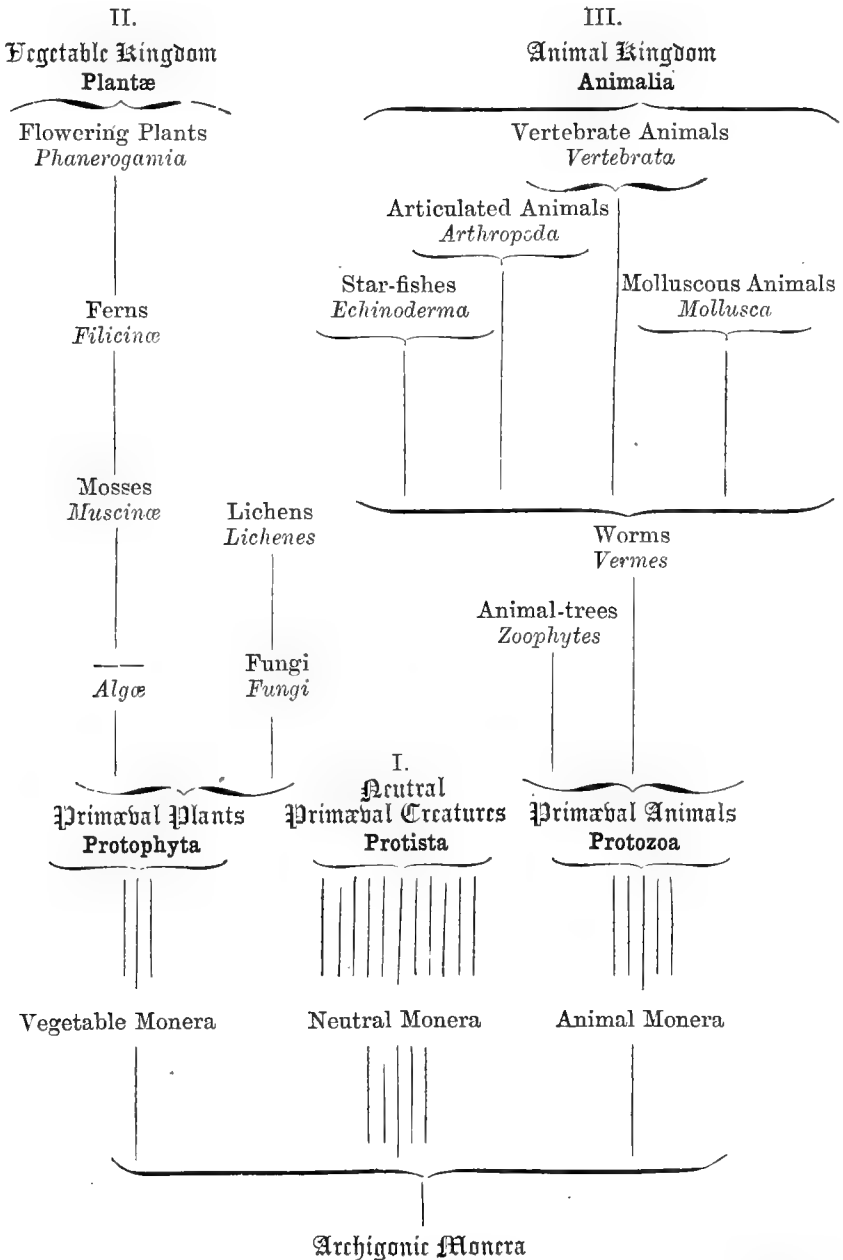 II.
Vegetable Kingdom
Plantæ
Flowering Plants
Phanerogamia
Ferns
Filicinæ
Mosses
Muscinæ
Lichens
Lichenes
Algæ
Fungi
Fungi
III.
Animal Kingdom
Animalia
Vertebrate Animals
Vertebrata
Articulated Animals
Arthropoda
Star-fishes
Echinoderma
Molluscous Animals
Mollusca
Worms
Vermes
Animal-trees
Zoophytes
Primæval Plants
Protophyta
I.
Neutral
Primæval Creatures
Protista
Primæval Animals
Protozoa
Vegetable Monera
Neutral Monera
Animal Monera
Archigonic Monera